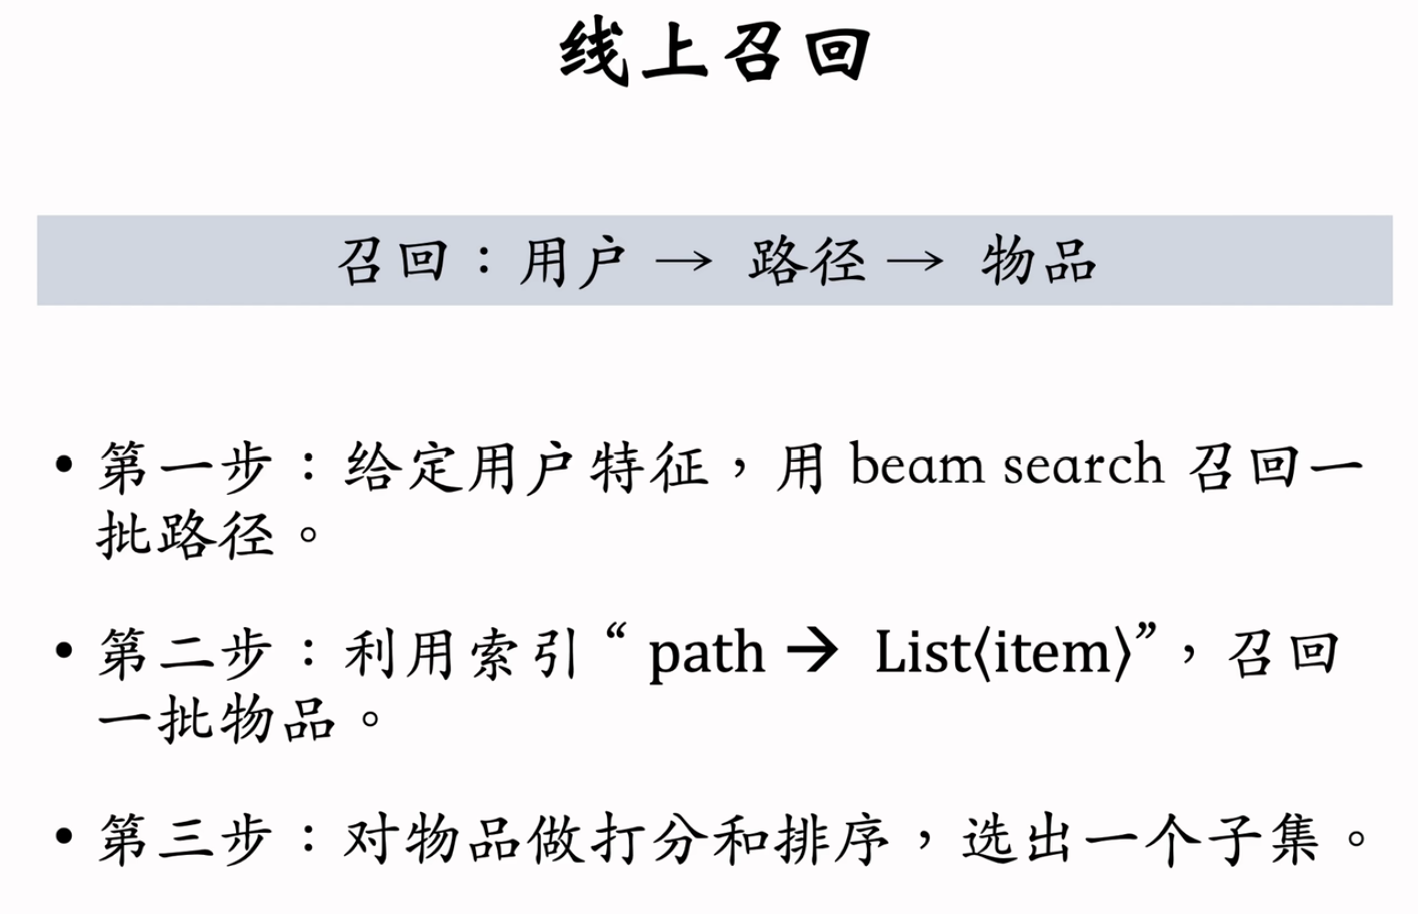 线上召回
召回：用户 → 路径 → 物品
• 第一步：给定用户特征，用 beam search 召回一
批路径。
• 第二步：利用索引“ path → List⟨item⟩”，召回
一批物品。
• 第三步：对物品做打分和排序，选出一个子集。